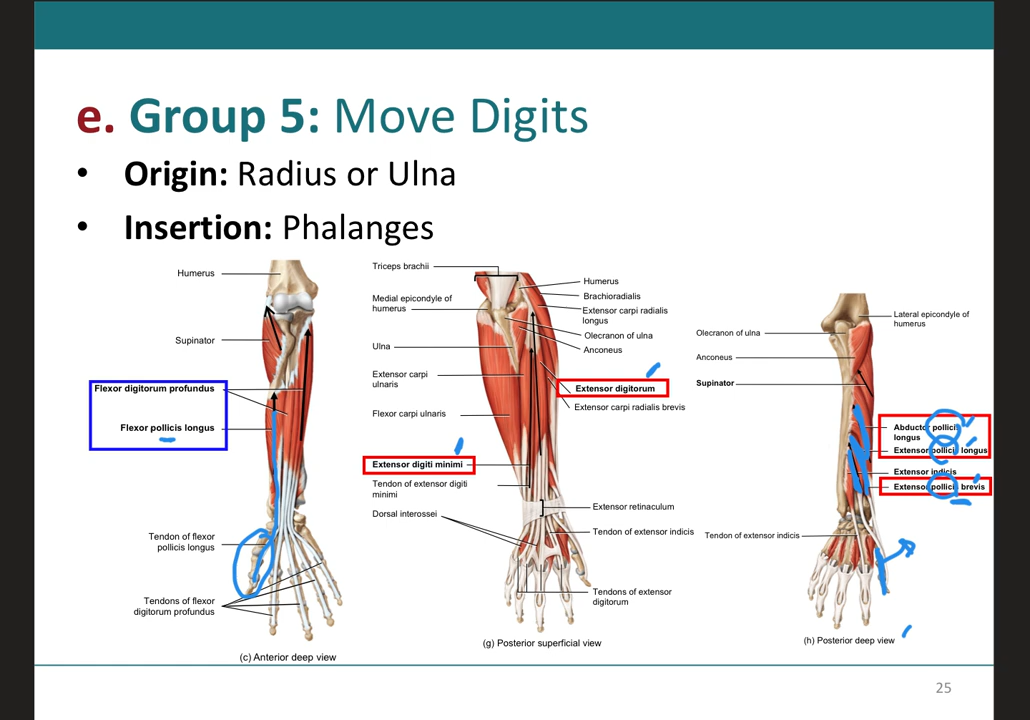 e. Group 5: Move Digits
• Origin: Radius or Ulna
• Insertion: Phalanges
Humerus
Supinator
Flexor digitorum profundus
Flexor pollicis longus
Tendon of flexor
pollicis longus
Tendons of flexor
digitorum profundus
(c) Anterior deep view
Triceps brachii
Medial epicondyle of
humerus
Ulna
Extensor carpi
ulnaris
Flexor carpi ulnaris
Extensor digiti minimi
Tendon of extensor digiti
minimi
Dorsal interossei
Humerus
Brachioradialis
Extensor carpi radialis
longus
Olecranon of ulna
Anconeus
Extensor digitorum
Extensor carpi radialis brevis
Extensor retinaculum
Tendon of extensor indicis
Tendons of extensor
digitorum
(g) Posterior superficial view
Olecranon of ulna
Anconeus
Supinator
Tendon of extensor indicis
Lateral epicondyle of
humerus
Abductor pollicis
longus
Extensor pollicis longus
Extensor indicis
Extensor pollicis brevis
(h) Posterior deep view
25